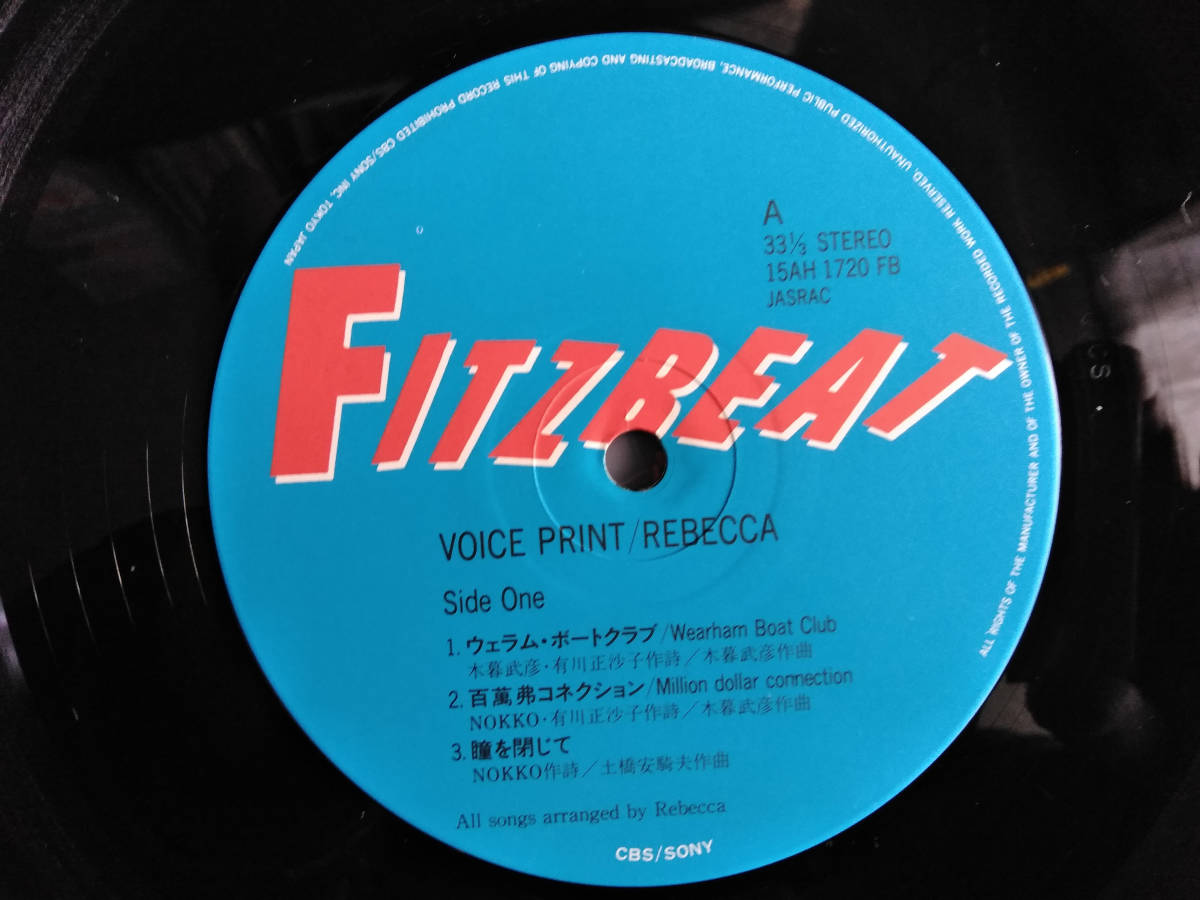 ALL RIGHTS OF THE MANUFACTURER AND OF THE OWNER OF THE RECORDED WORK RESERVED. UNAUTHORIZED PUBLIC PERFORMANCE, BROADCASTING AND COPYING OF THIS RECORD PROHIBITED CBS/SONY INC. TOKYO JAPAN
A
33⅓ STEREO
15AH 1720 FB
JASRAC
FITZBEAT
VOICE PRINT/REBECCA
Side One
1. ウェラム・ボートクラブ/Wearham Boat Club
木暮武彦・有川正沙子作詩/木暮武彦作曲
2. 百萬弗コネクション/Million dollar connection
NOKKO・有川正沙子作詩/木暮武彦作曲
3. 瞳を閉じて
NOKKO作詩/土橋安騎夫作曲
All songs arranged by Rebecca
CBS/SONY